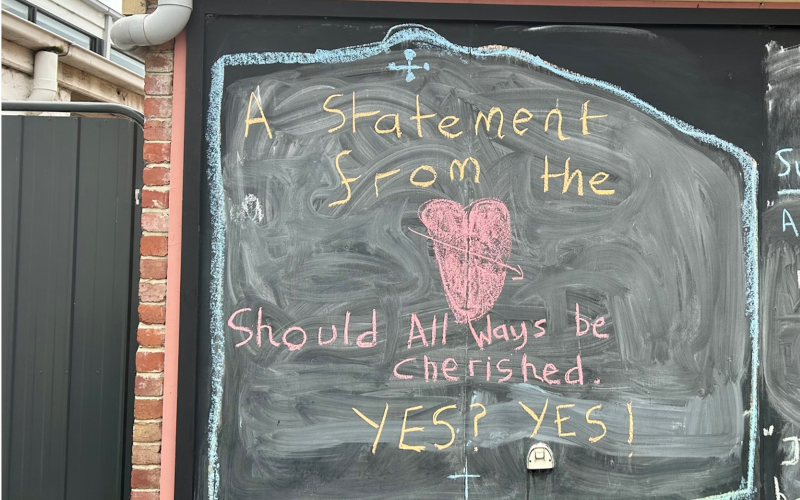 A Statement
from the
Should All Ways be
cherished.
YES? YES!